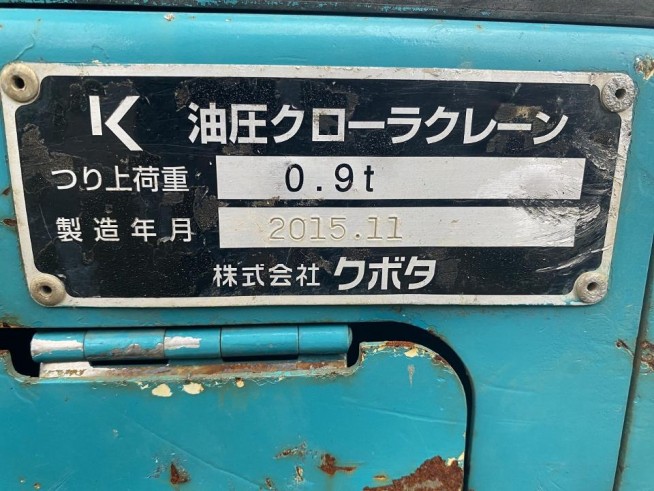 K 油圧クローラクレーン
つり上荷重 0.9t
製造年月 2015.11
株式会社 クボタ